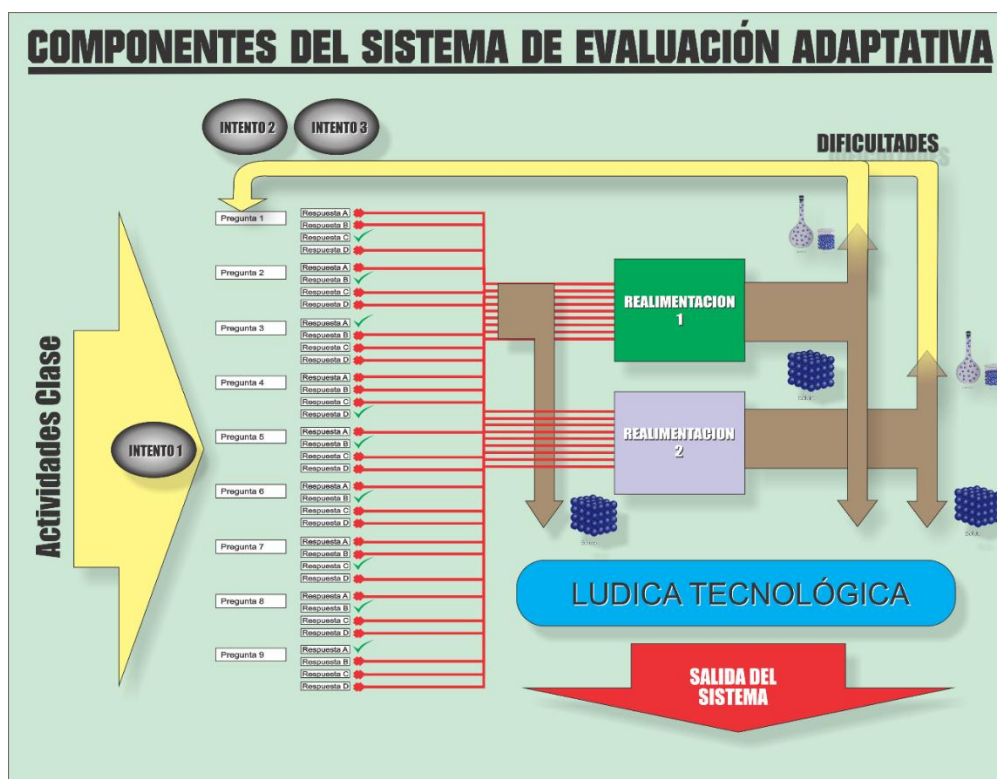 COMPONENTES DEL SISTEMA DE EVALUACIÓN ADAPTATIVA
INTENTO 2
INTENTO 3
DIFICULTADES
Actividades Clase
INTENTO 1
Pregunta 1
Respuesta A
Respuesta B
Respuesta C
Respuesta D
Pregunta 2
Respuesta A
Respuesta B
Respuesta C
Respuesta D
Pregunta 3
Respuesta A
Respuesta B
Respuesta C
Respuesta D
Pregunta 4
Respuesta A
Respuesta B
Respuesta C
Respuesta D
Pregunta 5
Respuesta A
Respuesta B
Respuesta C
Respuesta D
Pregunta 6
Respuesta A
Respuesta B
Respuesta C
Respuesta D
Pregunta 7
Respuesta A
Respuesta B
Respuesta C
Respuesta D
Pregunta 8
Respuesta A
Respuesta B
Respuesta C
Respuesta D
Pregunta 9
Respuesta A
Respuesta B
Respuesta C
Respuesta D
REALIMENTACION
1
REALIMENTACION
2
LUDICA TECNOLÓGICA
SALIDA DEL
SISTEMA